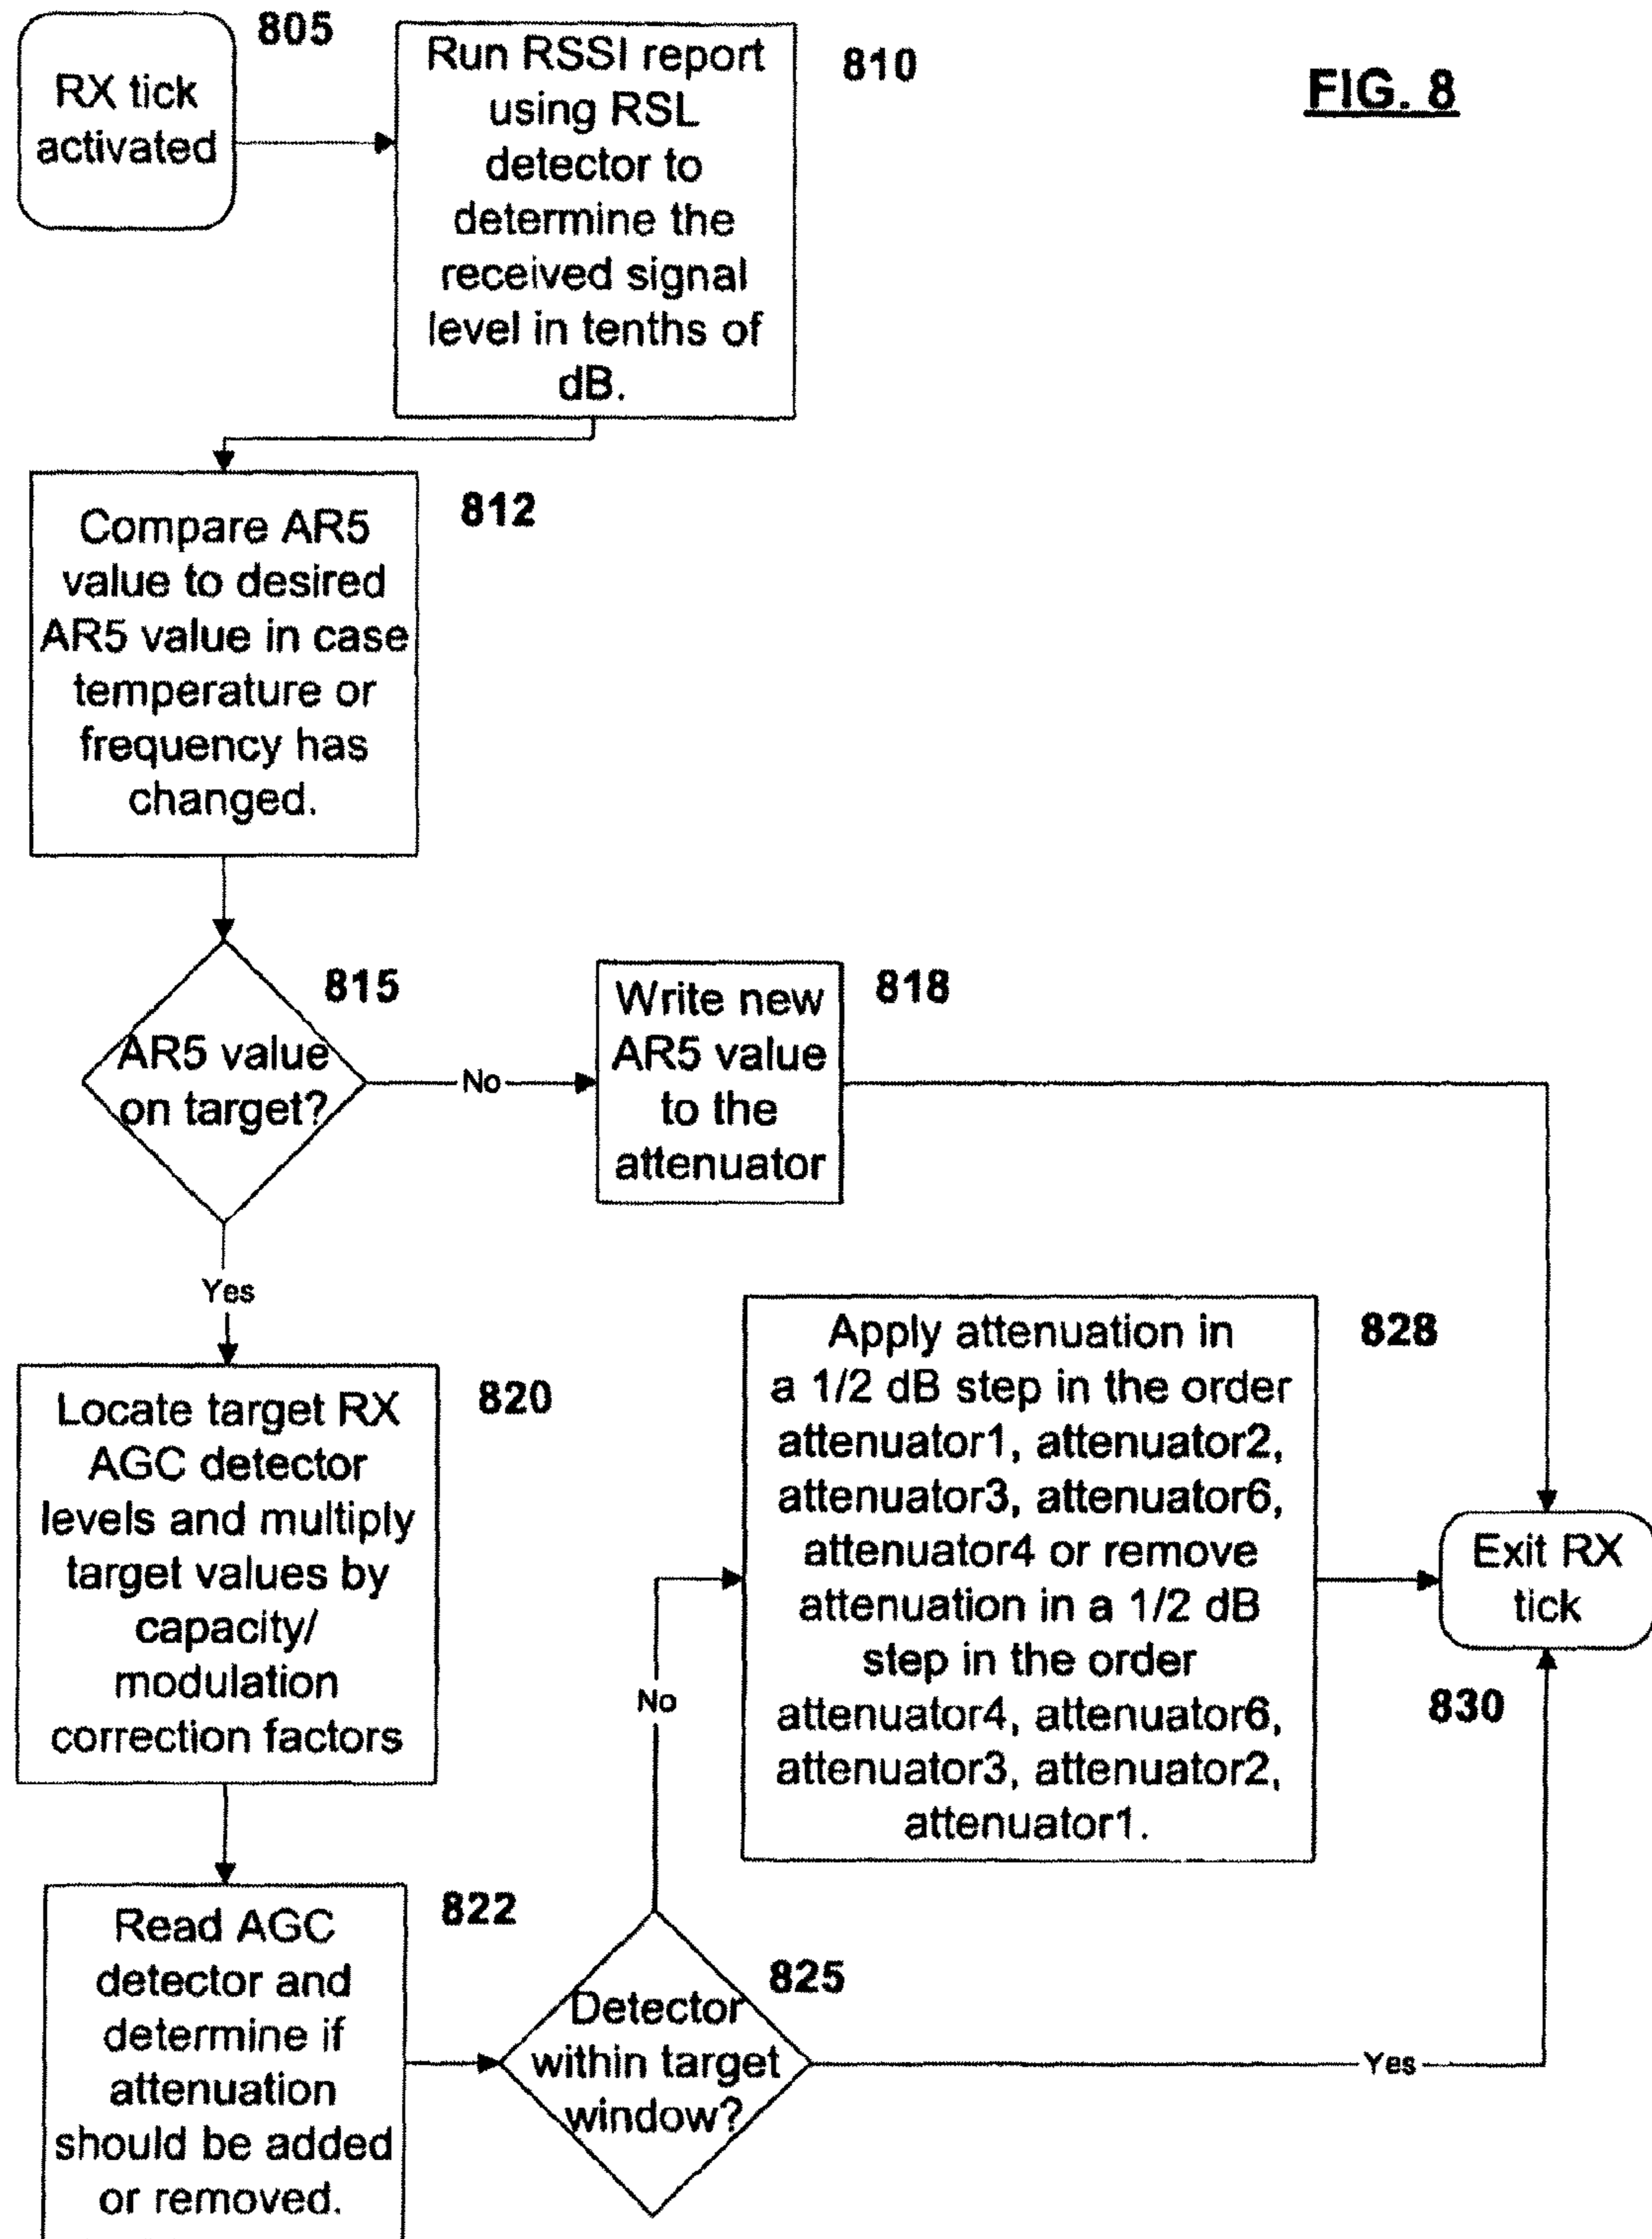 805
RX tick
activated
Run RSSI report
using RSL
detector to
determine the
received signal
level in tenths of
dB.
810
FIG. 8
Compare AR5
value to desired
AR5 value in case
temperature or
frequency has
changed.
812
AR5 value
on target?
815
No
Write new
AR5 value
to the
attenuator
818
Yes
Locate target RX
AGC detector
levels and multiply
target values by
capacity/
modulation
correction factors
820
Read AGC
detector and
determine if
attenuation
should be added
or removed.
822
Detector
within target
window?
825
No
Apply attenuation in
a 1/2 dB step in the order
attenuator1, attenuator2,
attenuator3, attenuator6,
attenuator4 or remove
attenuation in a 1/2 dB
step in the order
attenuator4, attenuator6,
attenuator3, attenuator2,
attenuator1.
828
Yes
Exit RX
tick
830